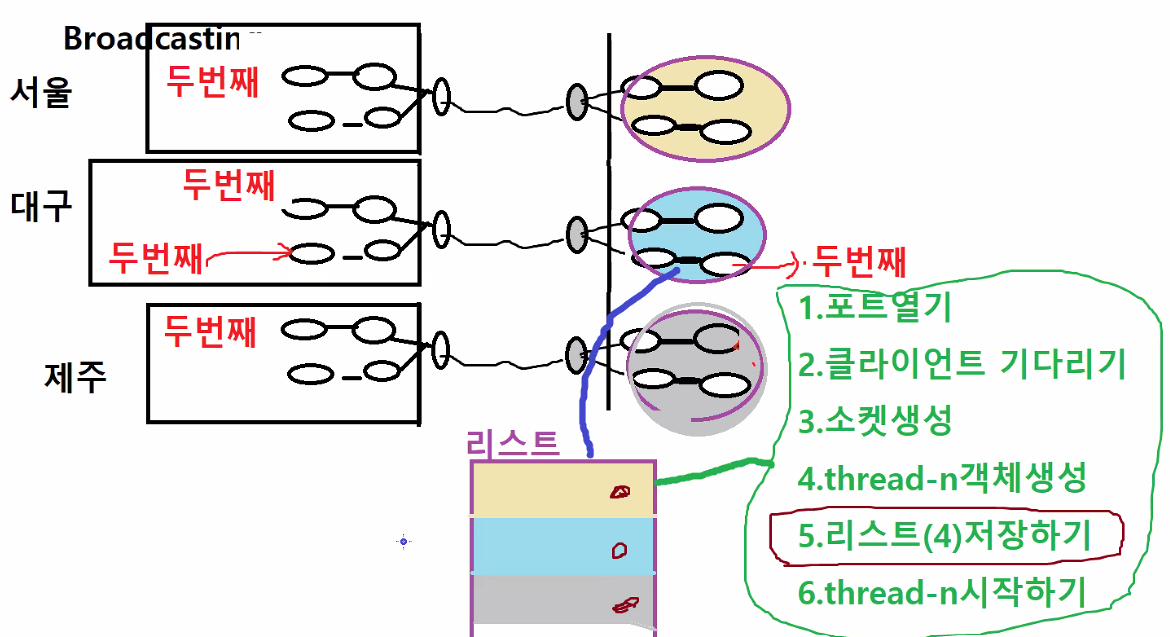 Broadcastin
서울
두번째
대구
두번째
두번째
두번째
제주
두번째
리스트
1.포트열기
2.클라이언트 기다리기
3.소켓생성
4.thread-n객체생성
5.리스트(4)저장하기
6.thread-n시작하기